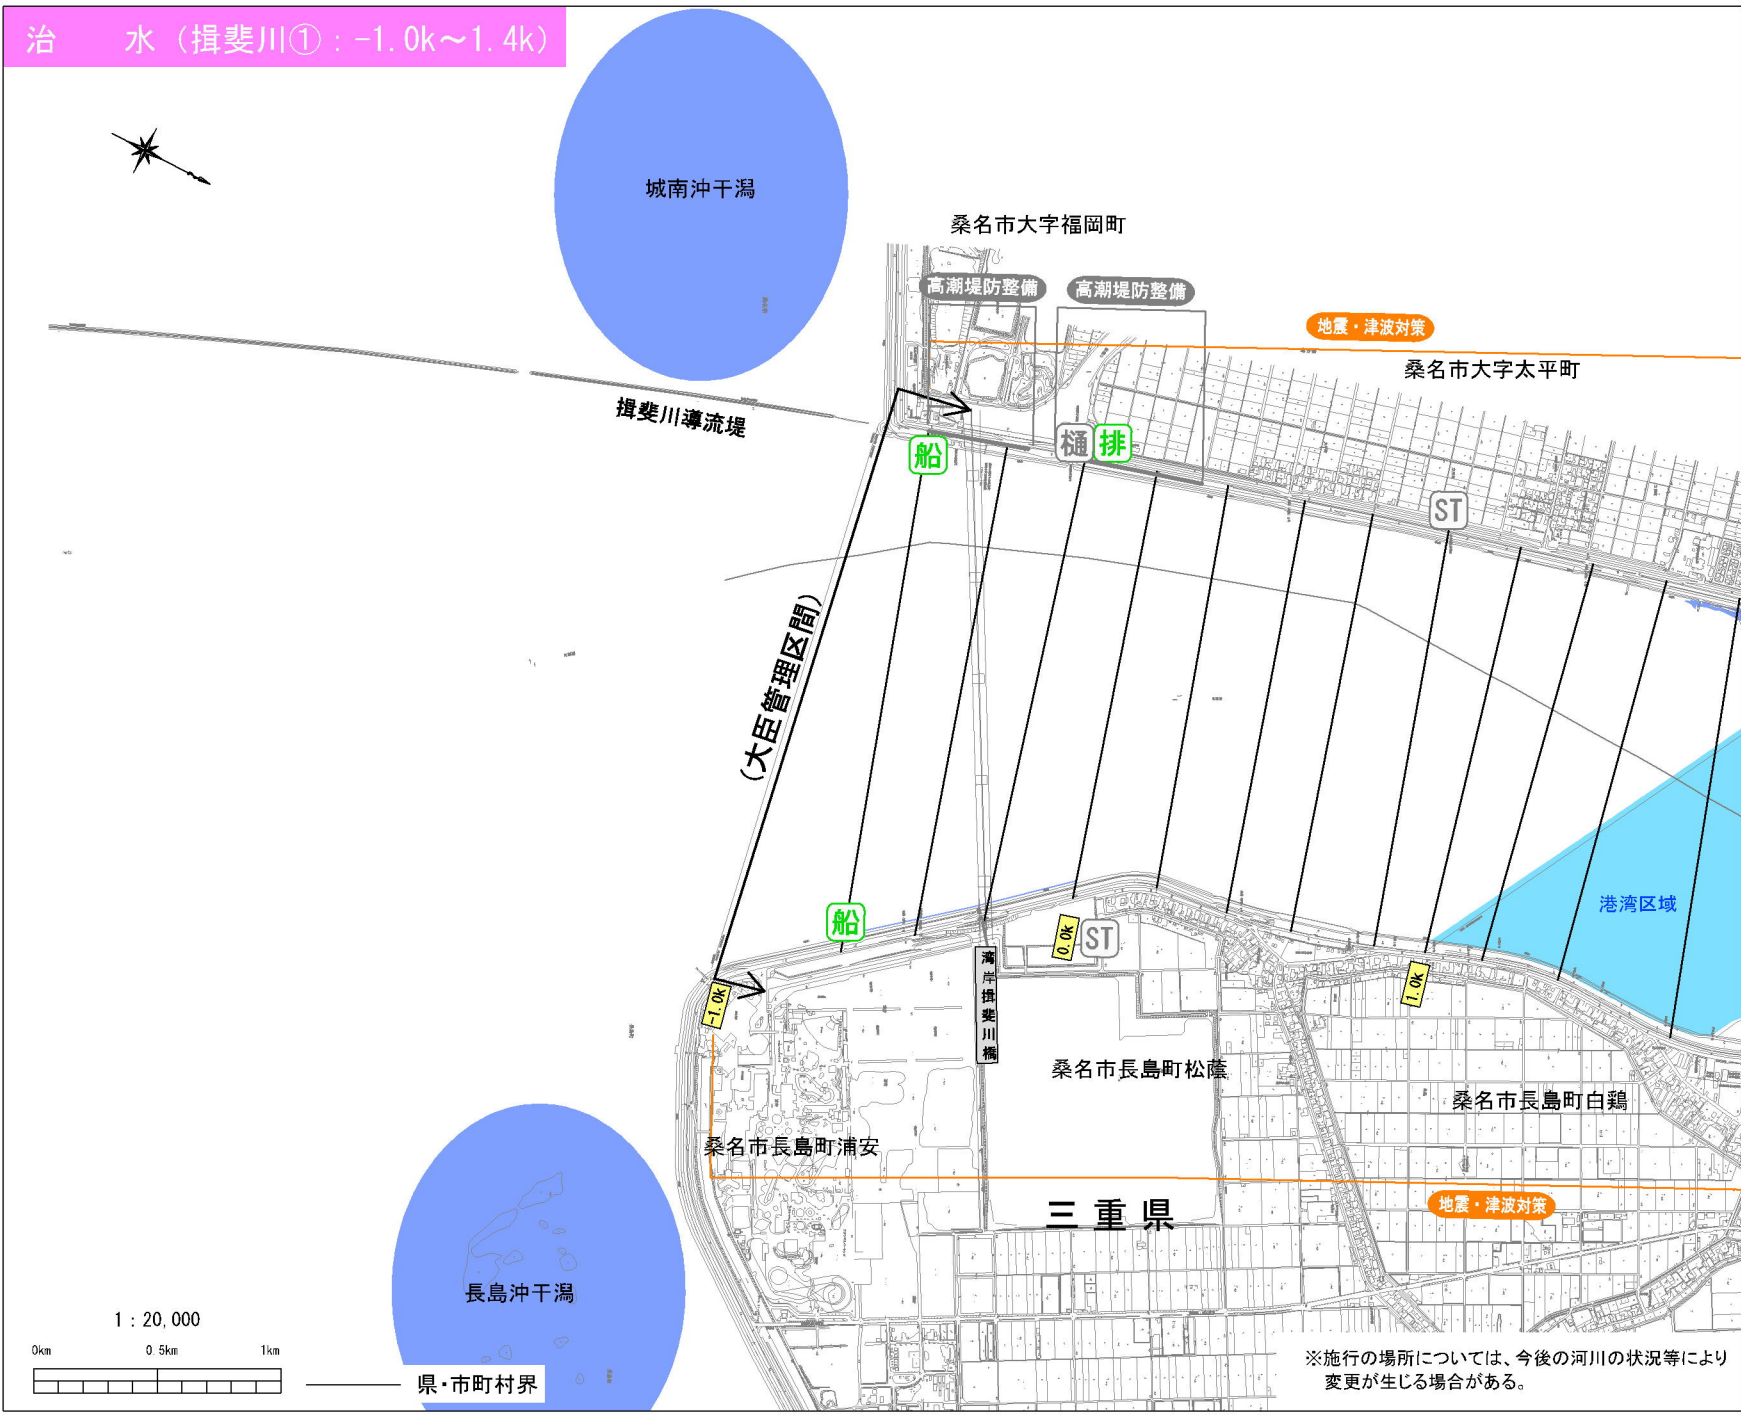 治　水（揖斐川①：-1.0k～1.4k）
城南沖干潟
桑名市大字福岡町
高潮堤防整備
高潮堤防整備
地震・津波対策
桑名市大字太平町
揖斐川導流堤
船
樋
排
ST
（大臣管理区間）
船
0.0k
ST
港湾区域
-1.0k
湾岸揖斐川橋
1.0k
桑名市長島町松蔭
桑名市長島町白鶏
桑名市長島町浦安
三重県
地震・津波対策
長島沖干潟
1：20,000
0km 0.5km 1km
県・市町村界
※施行の場所については、今後の河川の状況等により
変更が生じる場合がある。